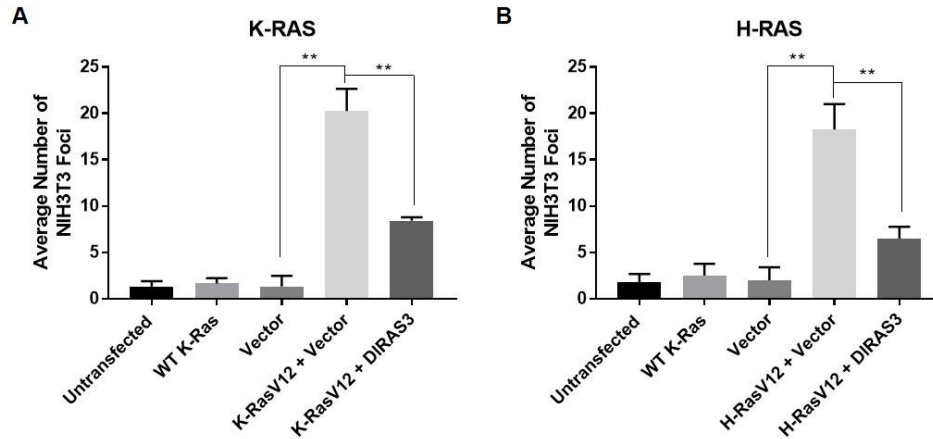 A
K-RAS
Average Number of
NIH3T3 Foci
25
20
15
10
5
0
**
**
Untransfected
WT K-Ras
Vector
K-RasV12 + Vector
K-RasV12 + DIRAS3
B
H-RAS
Average Number of
NIH3T3 Foci
25
20
15
10
5
0
**
**
Untransfected
WT K-Ras
Vector
H-RasV12 + Vector
H-RasV12 + DIRAS3